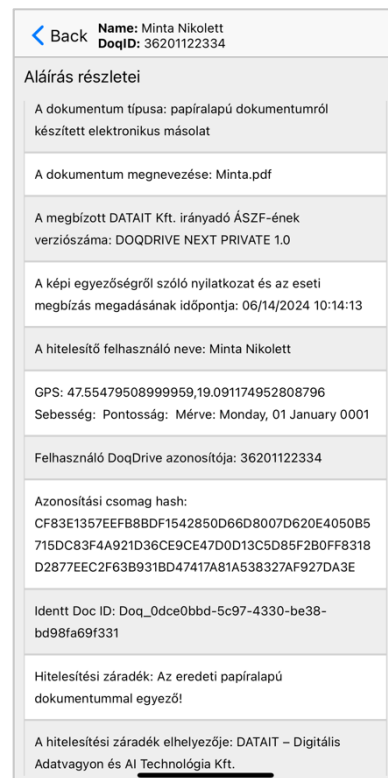 Back
Name: Minta Nikolett
DoqID: 36201122334
Aláírás részletei
A dokumentum típusa: papíralapú dokumentumról
készített elektronikus másolat
A dokumentum megnevezése: Minta.pdf
A megbízott DATAIT Kft. irányadó ÁSZF-ének
verziószáma: DOQDRIVE NEXT PRIVATE 1.0
A képi egyezőségről szóló nyilatkozat és az eseti
megbízás megadásának időpontja: 06/14/2024 10:14:13
A hitelesítő felhasználó neve: Minta Nikolett
GPS: 47.55479508999959,19.091174952808796
Sebesség:  Pontosság:  Mérve: Monday, 01 January 0001
Felhasználó DoqDrive azonosítója: 36201122334
Azonosítási csomag hash:
CF83E1357EEFB8BDF1542850D66D8007D620E4050B5
715DC83F4A921D36CE9CE47D0D13C5D85F2B0FF8318
D2877EEC2F63B931BD47417A81A538327AF927DA3E
Identt Doc ID: Doq_0dce0bbd-5c97-4330-be38-
bd98fa69f331
Hitelesítési záradék: Az eredeti papíralapú
dokumentummal egyező!
A hitelesítési záradék elhelyezője: DATAIT – Digitális
Adatvagyon és AI Technológia Kft.